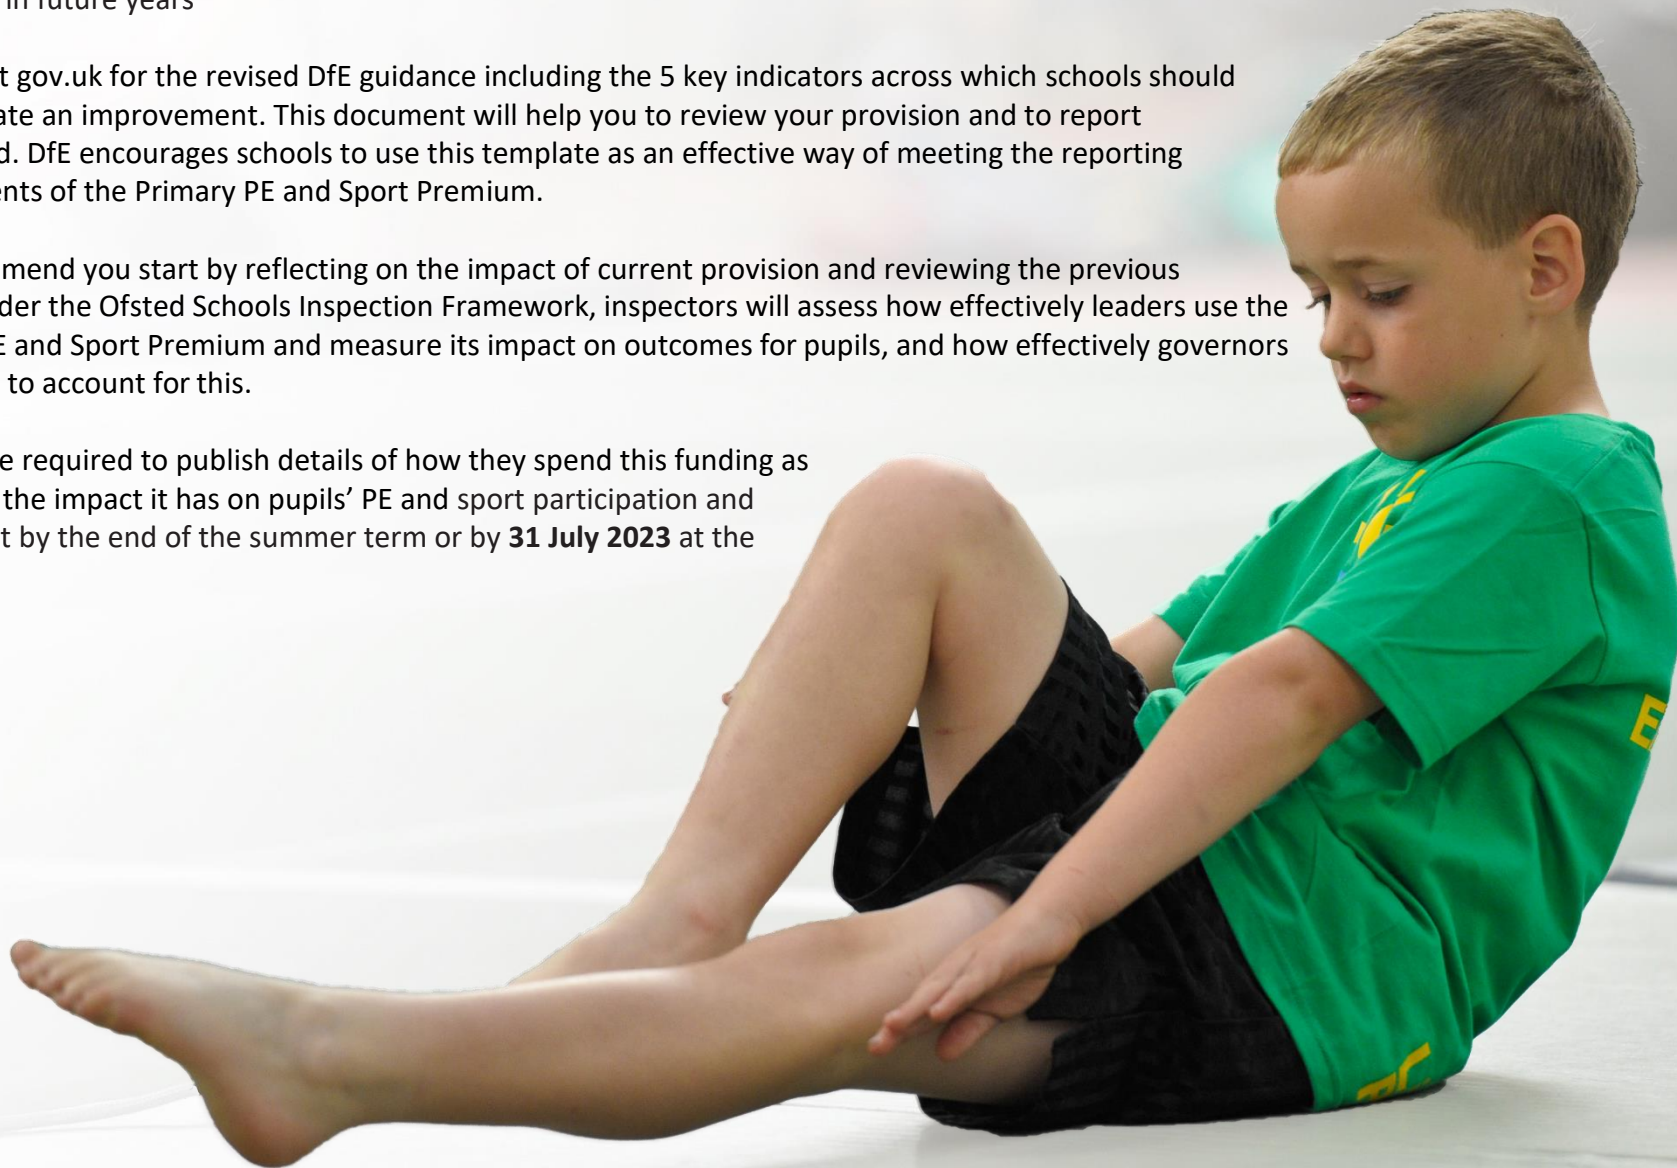 in future years
t gov.uk for the revised DfE guidance including the 5 key indicators across which schools should
ate an improvement. This document will help you to review your provision and to report
d. DfE encourages schools to use this template as an effective way of meeting the reporting
ents of the Primary PE and Sport Premium.
mend you start by reflecting on the impact of current provision and reviewing the previous
der the Ofsted Schools Inspection Framework, inspectors will assess how effectively leaders use the
E and Sport Premium and measure its impact on outcomes for pupils, and how effectively governors
to account for this.
e required to publish details of how they spend this funding as
the impact it has on pupils’ PE and sport participation and
t by the end of the summer term or by 31 July 2023 at the